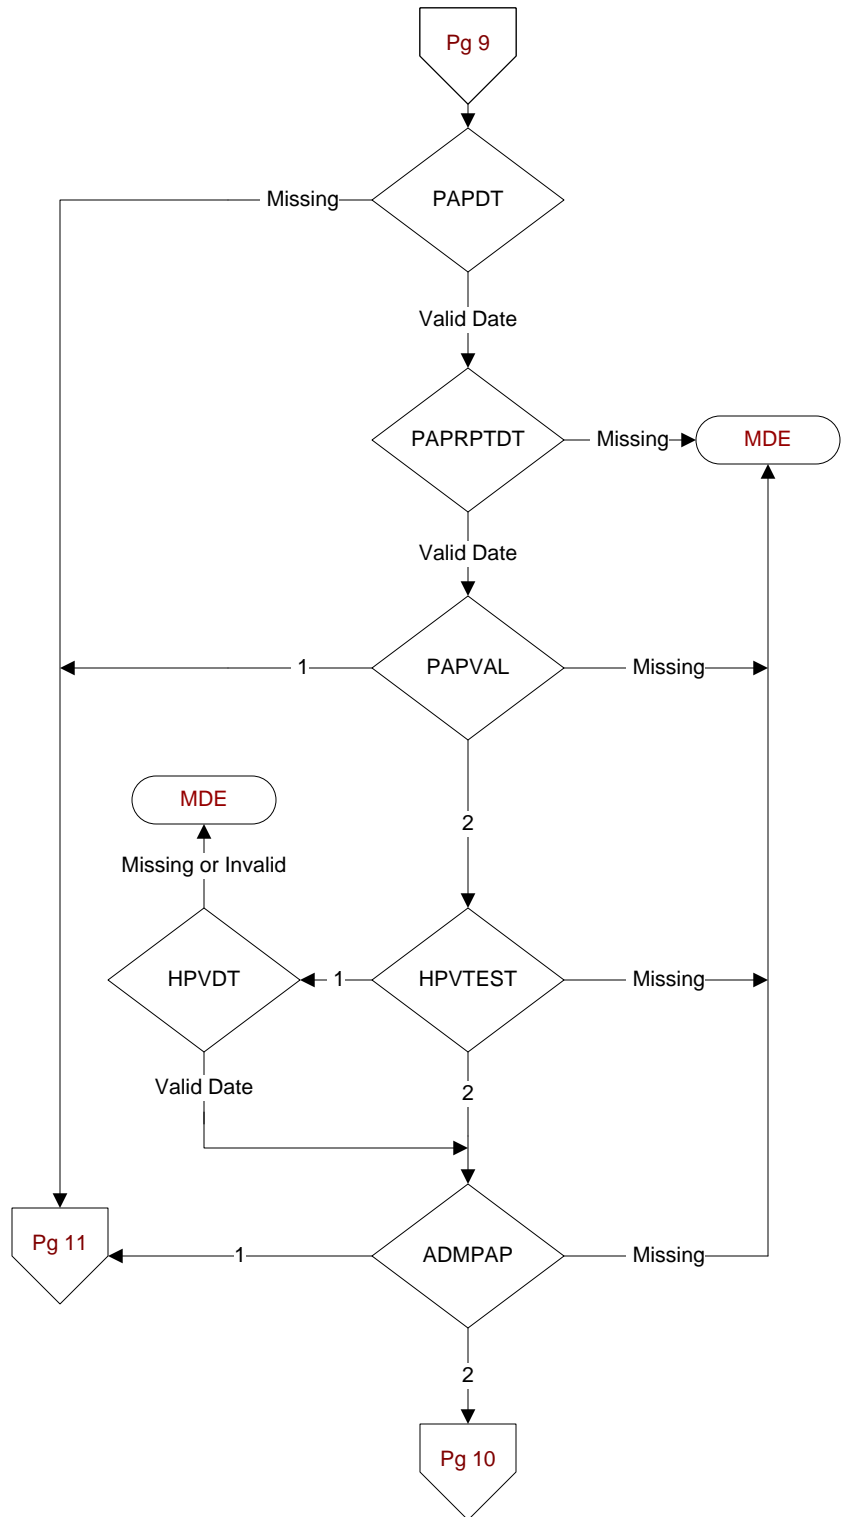 Pg 9
Missing
PAPDT
Valid Date
PAPRPTDT
Missing
MDE
Valid Date
1
PAPVAL
Missing
MDE
2
Missing or Invalid
HPVDT
1
HPVTEST
Missing
Valid Date
2
Pg 11
1
ADMPAP
Missing
2
Pg 10